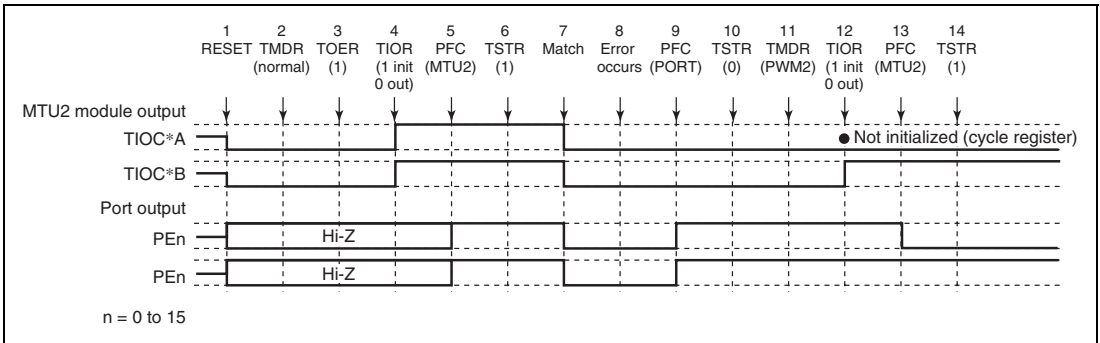 1 2 3 4 5 6 7 8 9 10 11 12 13 14
RESET TMDR TOER TIOR PFC TSTR Match Error PFC TSTR TMDR TIOR PFC TSTR
(normal) (1) (1 init (MTU2) (1) occurs (PORT) (0) (PWM2) (1 init (MTU2) (1)
0 out) 0 out)
MTU2 module output
TIOC*A ● Not initialized (cycle register)
TIOC*B
Port output
PEn Hi-Z
PEn Hi-Z
n = 0 to 15